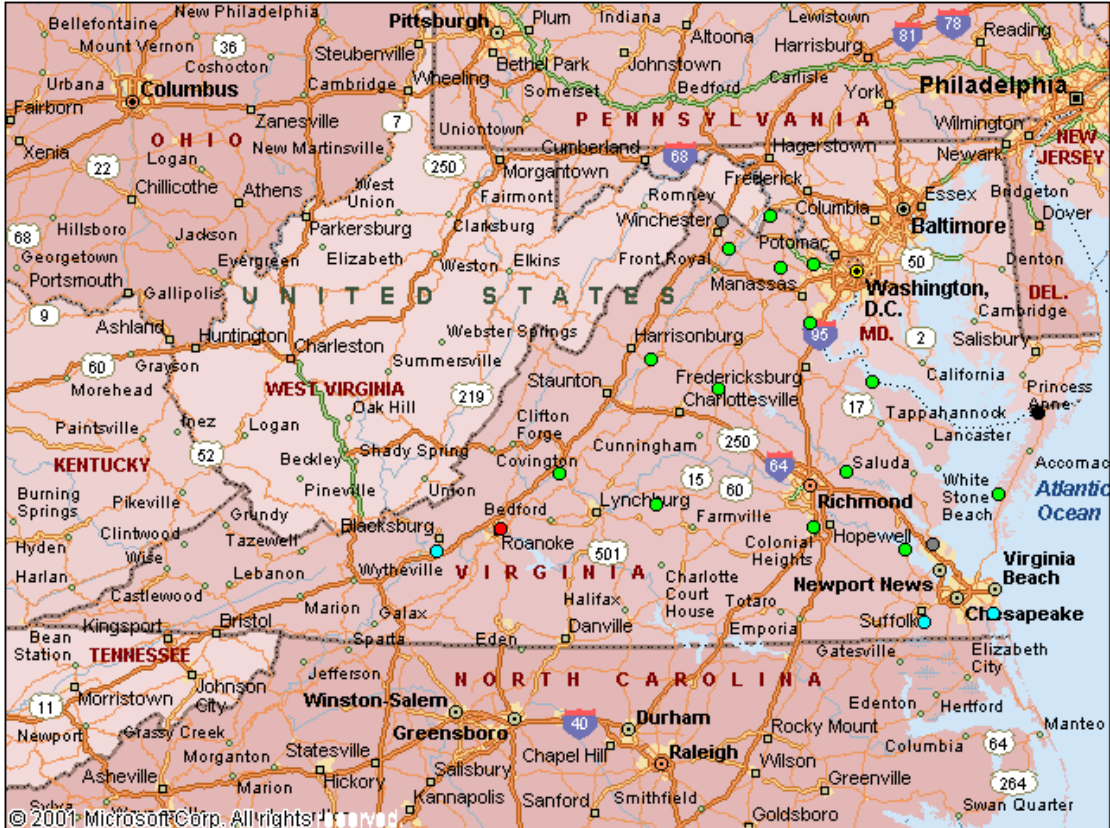 Bellefontaine
New Philadelphia
Pittsburgh
Plum
Indiana
Altoona
Lewistown
78
81
Reading
Mount Vernon
36
Steubenville
Harrisburg
Coshocton
Bethel Park
Johnstown
Urbana
Cambridge
Wheeling
Carlisle
Columbus
Somerset
Bedford
Philadelphia
Fairborn
Zanesville
York
7
Uniontown
PENNSYLVANIA
Wilmington
NEW
JERSEY
OHIO
New Martinsville
Cumberland
68
Hagerstown
Newark
Xenia
Logan
250
Morgantown
22
Chillicothe
Athens
West
Union
Fairmont
Romney
Frederick
Essex
Bridgeton
Winchester
Columbia
Dover
68
Hillsboro
Jackson
Parkersburg
Clarksburg
Baltimore
Georgetown
Evergreen
Elizabeth
Weston
Elkins
Front Royal
Potomac
50
Denton
Portsmouth
Gallipolis
UNITED STATES
Manassas
Washington,
D.C.
DEL.
9
Cambridge
Ashland
Huntington
Webster Springs
Harrisonburg
95
MD.
2
Salisbury
60
Grayson
Charleston
Summersville
Morehead
WEST VIRGINIA
219
Staunton
Fredericksburg
California
Princess
Anne
Charlottesville
17
Tappahannock
Paintsville
Inez
Logan
Oak Hill
Clifton
Forge
Cunningham
250
Lancaster
52
KENTUCKY
Beckley
Shady Spring
Covington
64
Saluda
Accomac
Burning
Springs
Pikeville
Pineville
Union
15
60
Richmond
White
Stone
Beach
Atlantic
Ocean
Grundy
Bedford
Lynchburg
Farmville
Clintwood
Blacksburg
Hyden
Wise
Tazewell
Roanoke
501
Colonial
Heights
Hopewell
Virginia
Beach
Harlan
Lebanon
Wytheville
VIRGINIA
Charlotte
Court
House
Newport News
Castlewood
Marion
Galax
Halifax
Totaro
Chesapeake
Kingsport
Bristol
Danville
Emporia
Suffolk
Bean
Station
Sparta
Eden
Gatesville
Elizabeth
City
TENNESSEE
Jefferson
NORTH CAROLINA
Morristown
Johnson
City
Winston-Salem
Edenton
Hertford
11
Durham
Newport
Grassy Creek
Greensboro
40
Rocky Mount
Manteo
Morganton
Statesville
Chapel Hill
Raleigh
Columbia
64
Asheville
Hickory
Salisbury
Wilson
Marion
Greenville
264
Kannapolis
Sanford
Smithfield
Swan Quarter
Sylva
Goldsboro
© 2001 Microsoft Corp. All rights reserved.